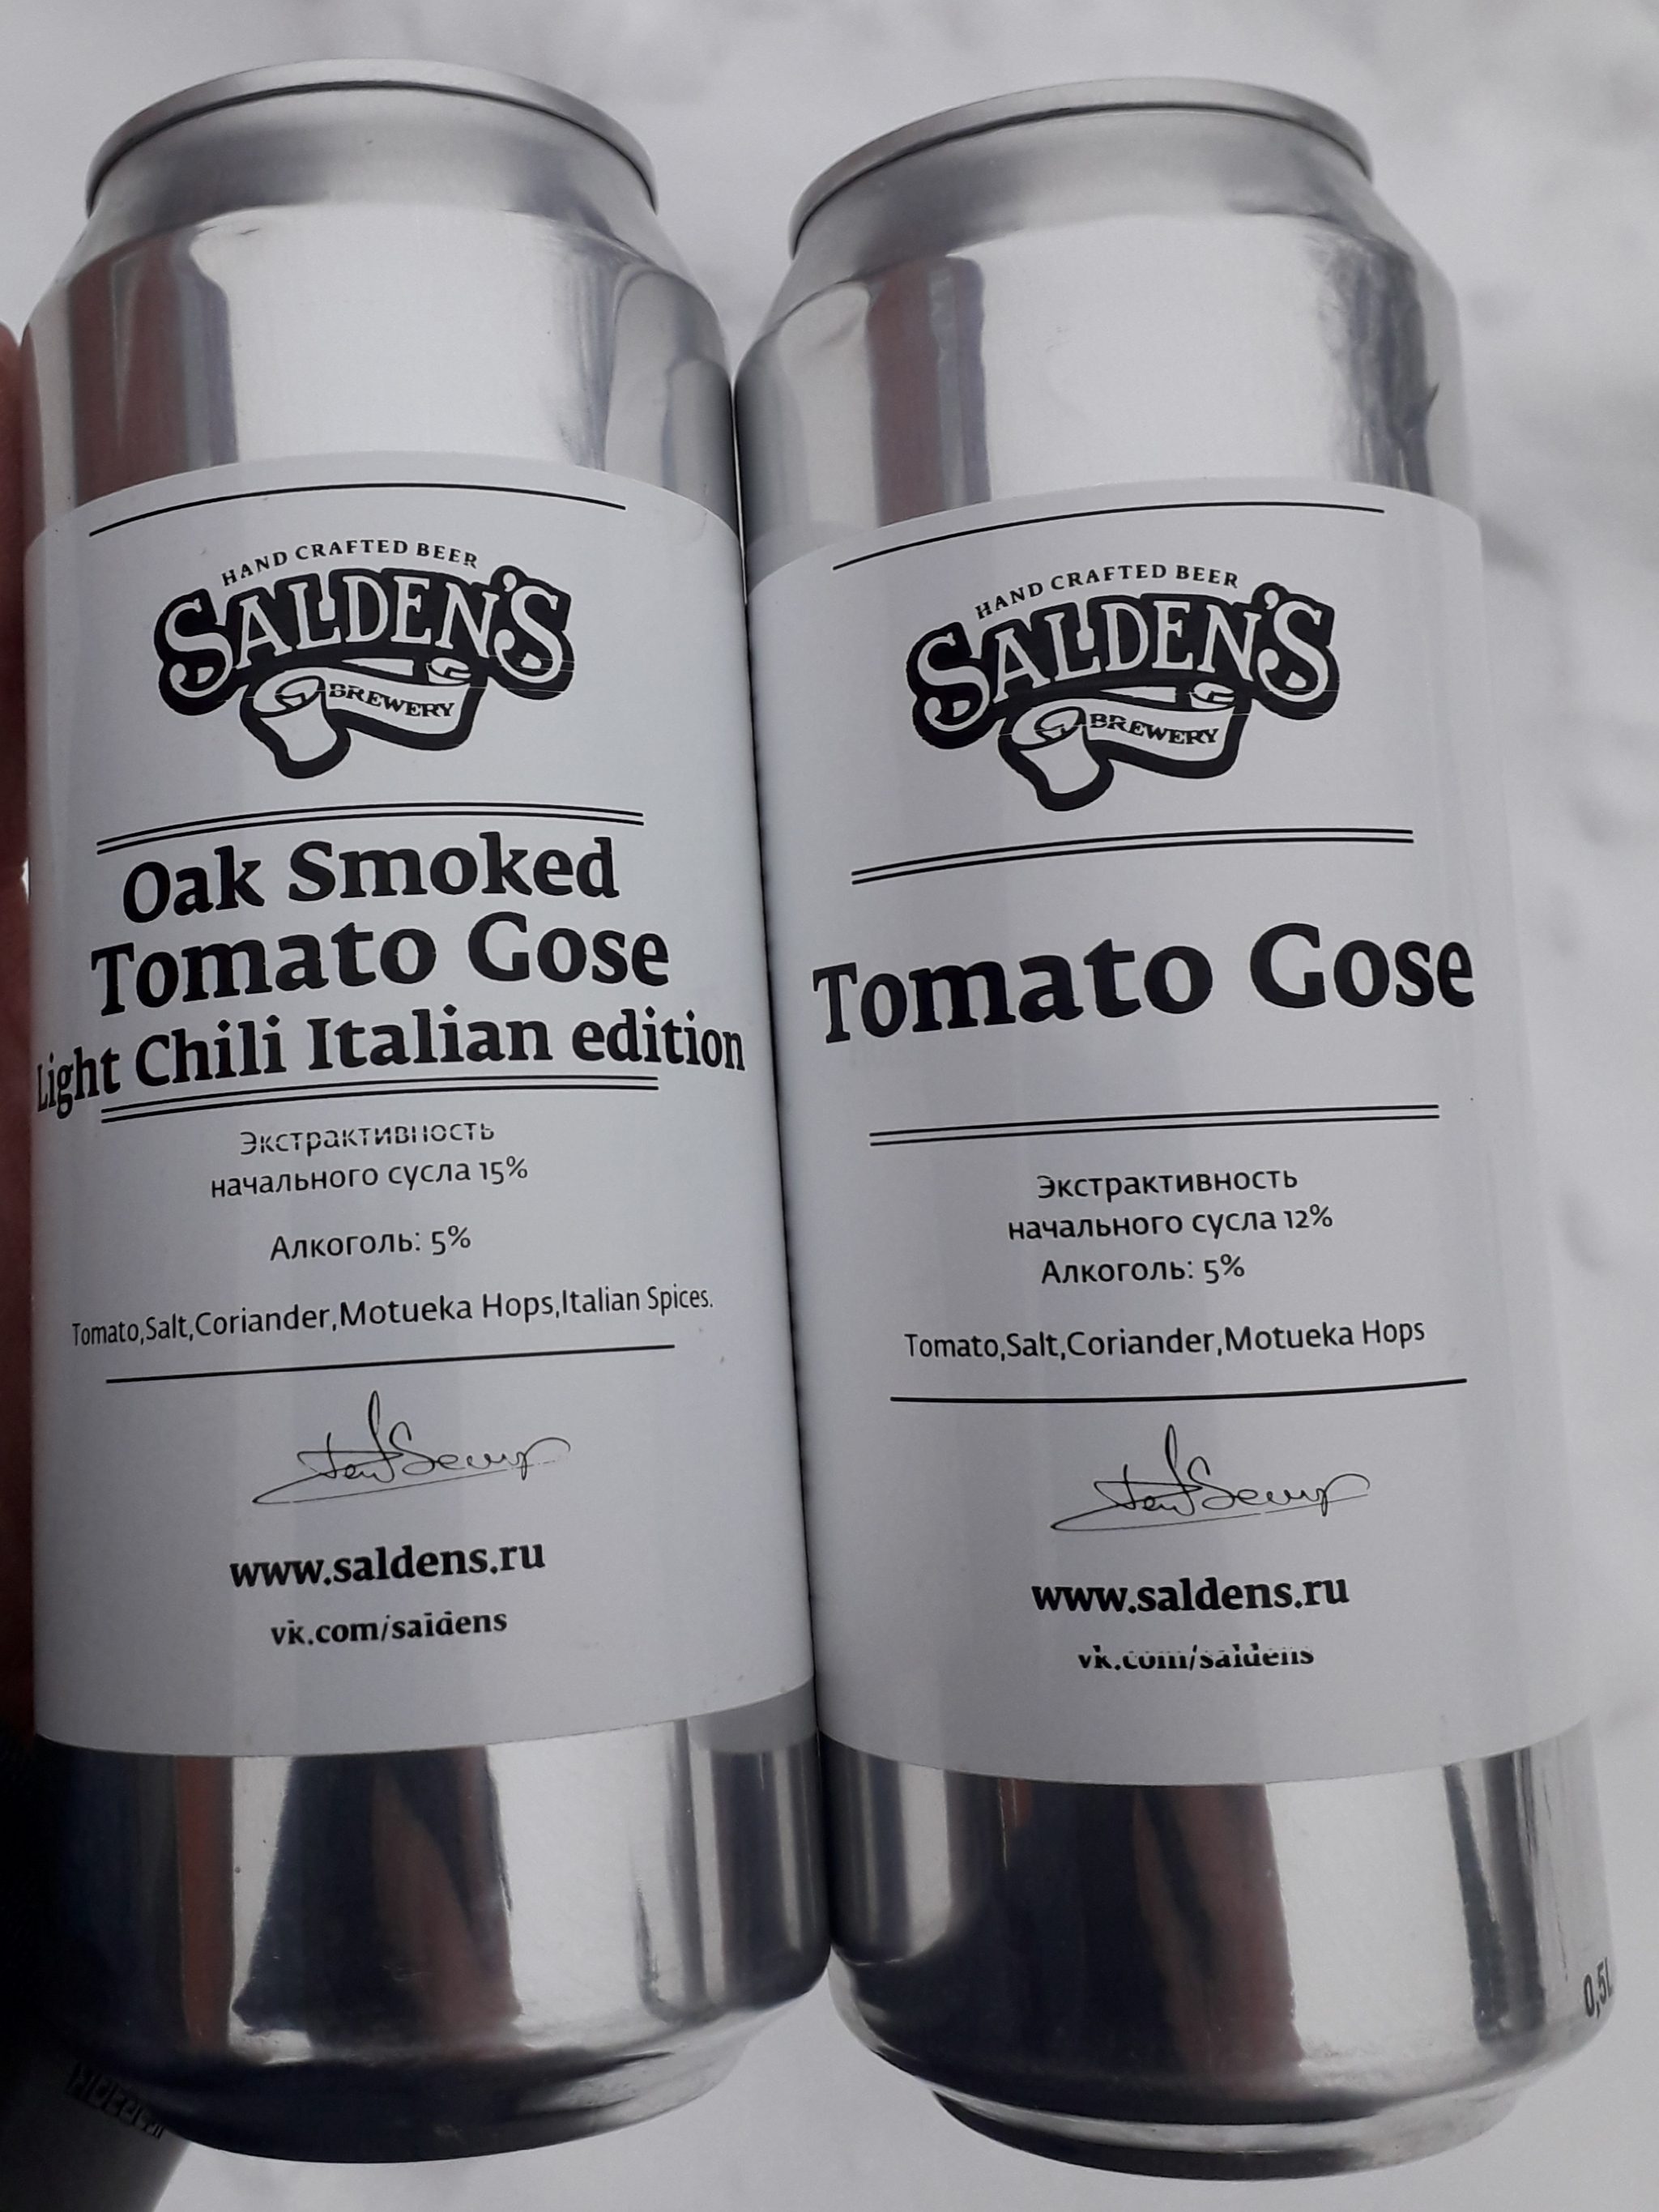 HAND CRAFTED BEER
SALDEN'S
BREWERY
Oak Smoked
Tomato Gose
Light Chili Italian edition
Экстрактивность
начального сусла 15%
Алкоголь: 5%
Tomato,Salt,Coriander,Motueka Hops,Italian Spices.
www.saldens.ru
vk.com/saldens
HAND CRAFTED BEER
SALDEN'S
BREWERY
Tomato Gose
Экстрактивность
начального сусла 12%
Алкоголь: 5%
Tomato,Salt,Coriander,Motueka Hops
www.saldens.ru
vk.com/saldens
0,5L